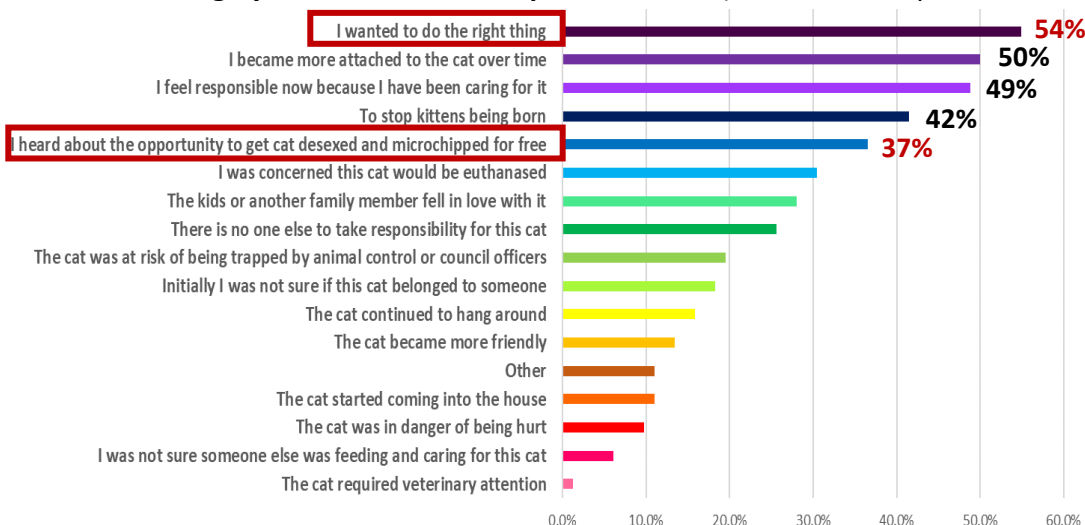 I wanted to do the right thing 54%
I became more attached to the cat over time 50%
I feel responsible now because I have been caring for it 49%
To stop kittens being born 42%
I heard about the opportunity to get cat desexed and microchipped for free 37%
I was concerned this cat would be euthanased
The kids or another family member fell in love with it
There is no one else to take responsibility for this cat
The cat was at risk of being trapped by animal control or council officers
Initially I was not sure if this cat belonged to someone
The cat continued to hang around
The cat became more friendly
Other
The cat started coming into the house
The cat was in danger of being hurt
I was not sure someone else was feeding and caring for this cat
The cat required veterinary attention
0.0% 10.0% 20.0% 30.0% 40.0% 50.0% 60.0%